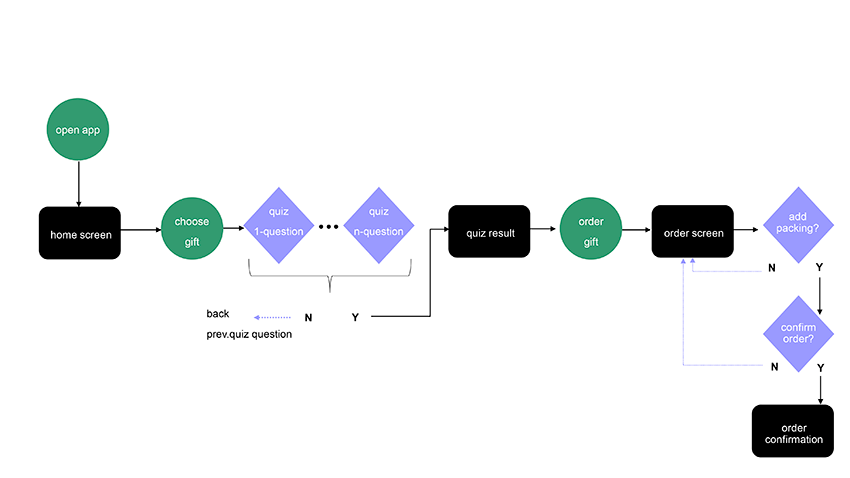 open app
home screen
choose
gift
quiz
1-question
•••
quiz
n-question
back
prev.quiz question
N
Y
quiz result
order
gift
order screen
add
packing?
N
Y
confirm
order?
N
Y
order
confirmation